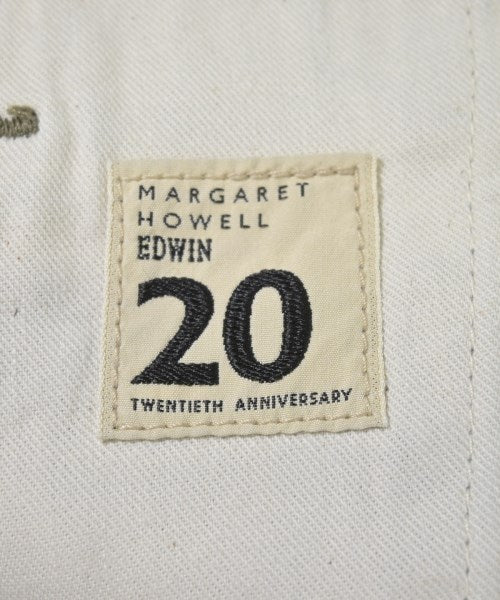 MARGARET
HOWELL
EDWIN
20
TWENTIETH ANNIVERSARY